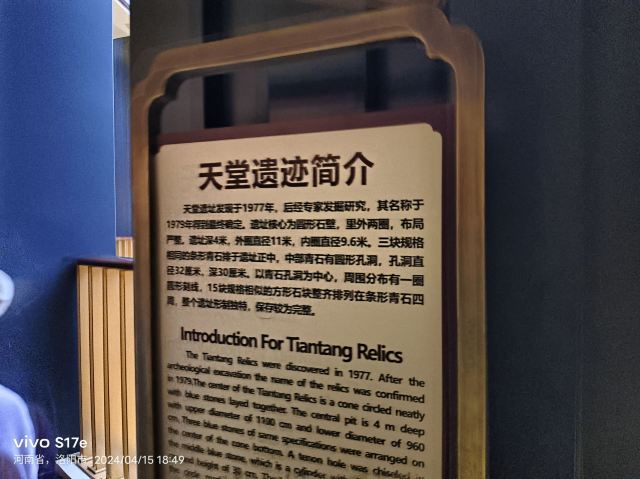 天堂遗迹简介
天堂遗址发掘于1977年，后经专家发掘研究，其名称于
1979年得到最终确定。遗址核心为圆形石壁，里外两圈，布局
严整。遗址深4米，外圈直径11米，内圈直径9.6米。三块规格
相同的条形青石排于遗址正中，中部青石有圆形孔洞，孔洞直
径32厘米，深30厘米。以青石孔洞为中心，周围分布有一圈
圆形刻线，15块规格相似的方形石块整齐排列在条形青石四
周，整个遗址形制独特，保存较为完整。
Introduction For Tiantang Relics
The Tiantang Relics were discovered in 1977. After the
archeological excavation the name of the relics was confirmed
in 1979.The center of the Tiantang Relics is a cone circled neatly
with blue stones layed together. The central pit is 4 m deep
with upper diameter of 1100 cm and lower diameter of 960
cm. Three blue stones of same specifications were arranged on
the center of the cone bottom. A tenon hole was chiseled
the middle blue stone, which is a cylinder
height of 30 cm.
vivo S17e
河南省，洛阳市，2024/04/15 18:49